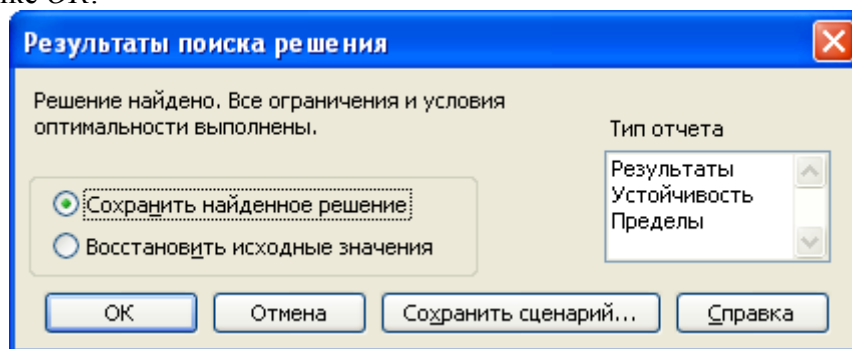 Результаты поиска решения
Решение найдено. Все ограничения и условия
оптимальности выполнены.
Тип отчета
Результаты
Устойчивость
Пределы
Сохранить найденное решение
Восстановить исходные значения
ОК
Отмена
Сохранить сценарий...
Справка